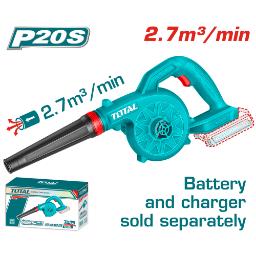 P20S
2.7m³/min
2.7m³/min
TOTAL
Battery
and charger
sold separately
TOTAL